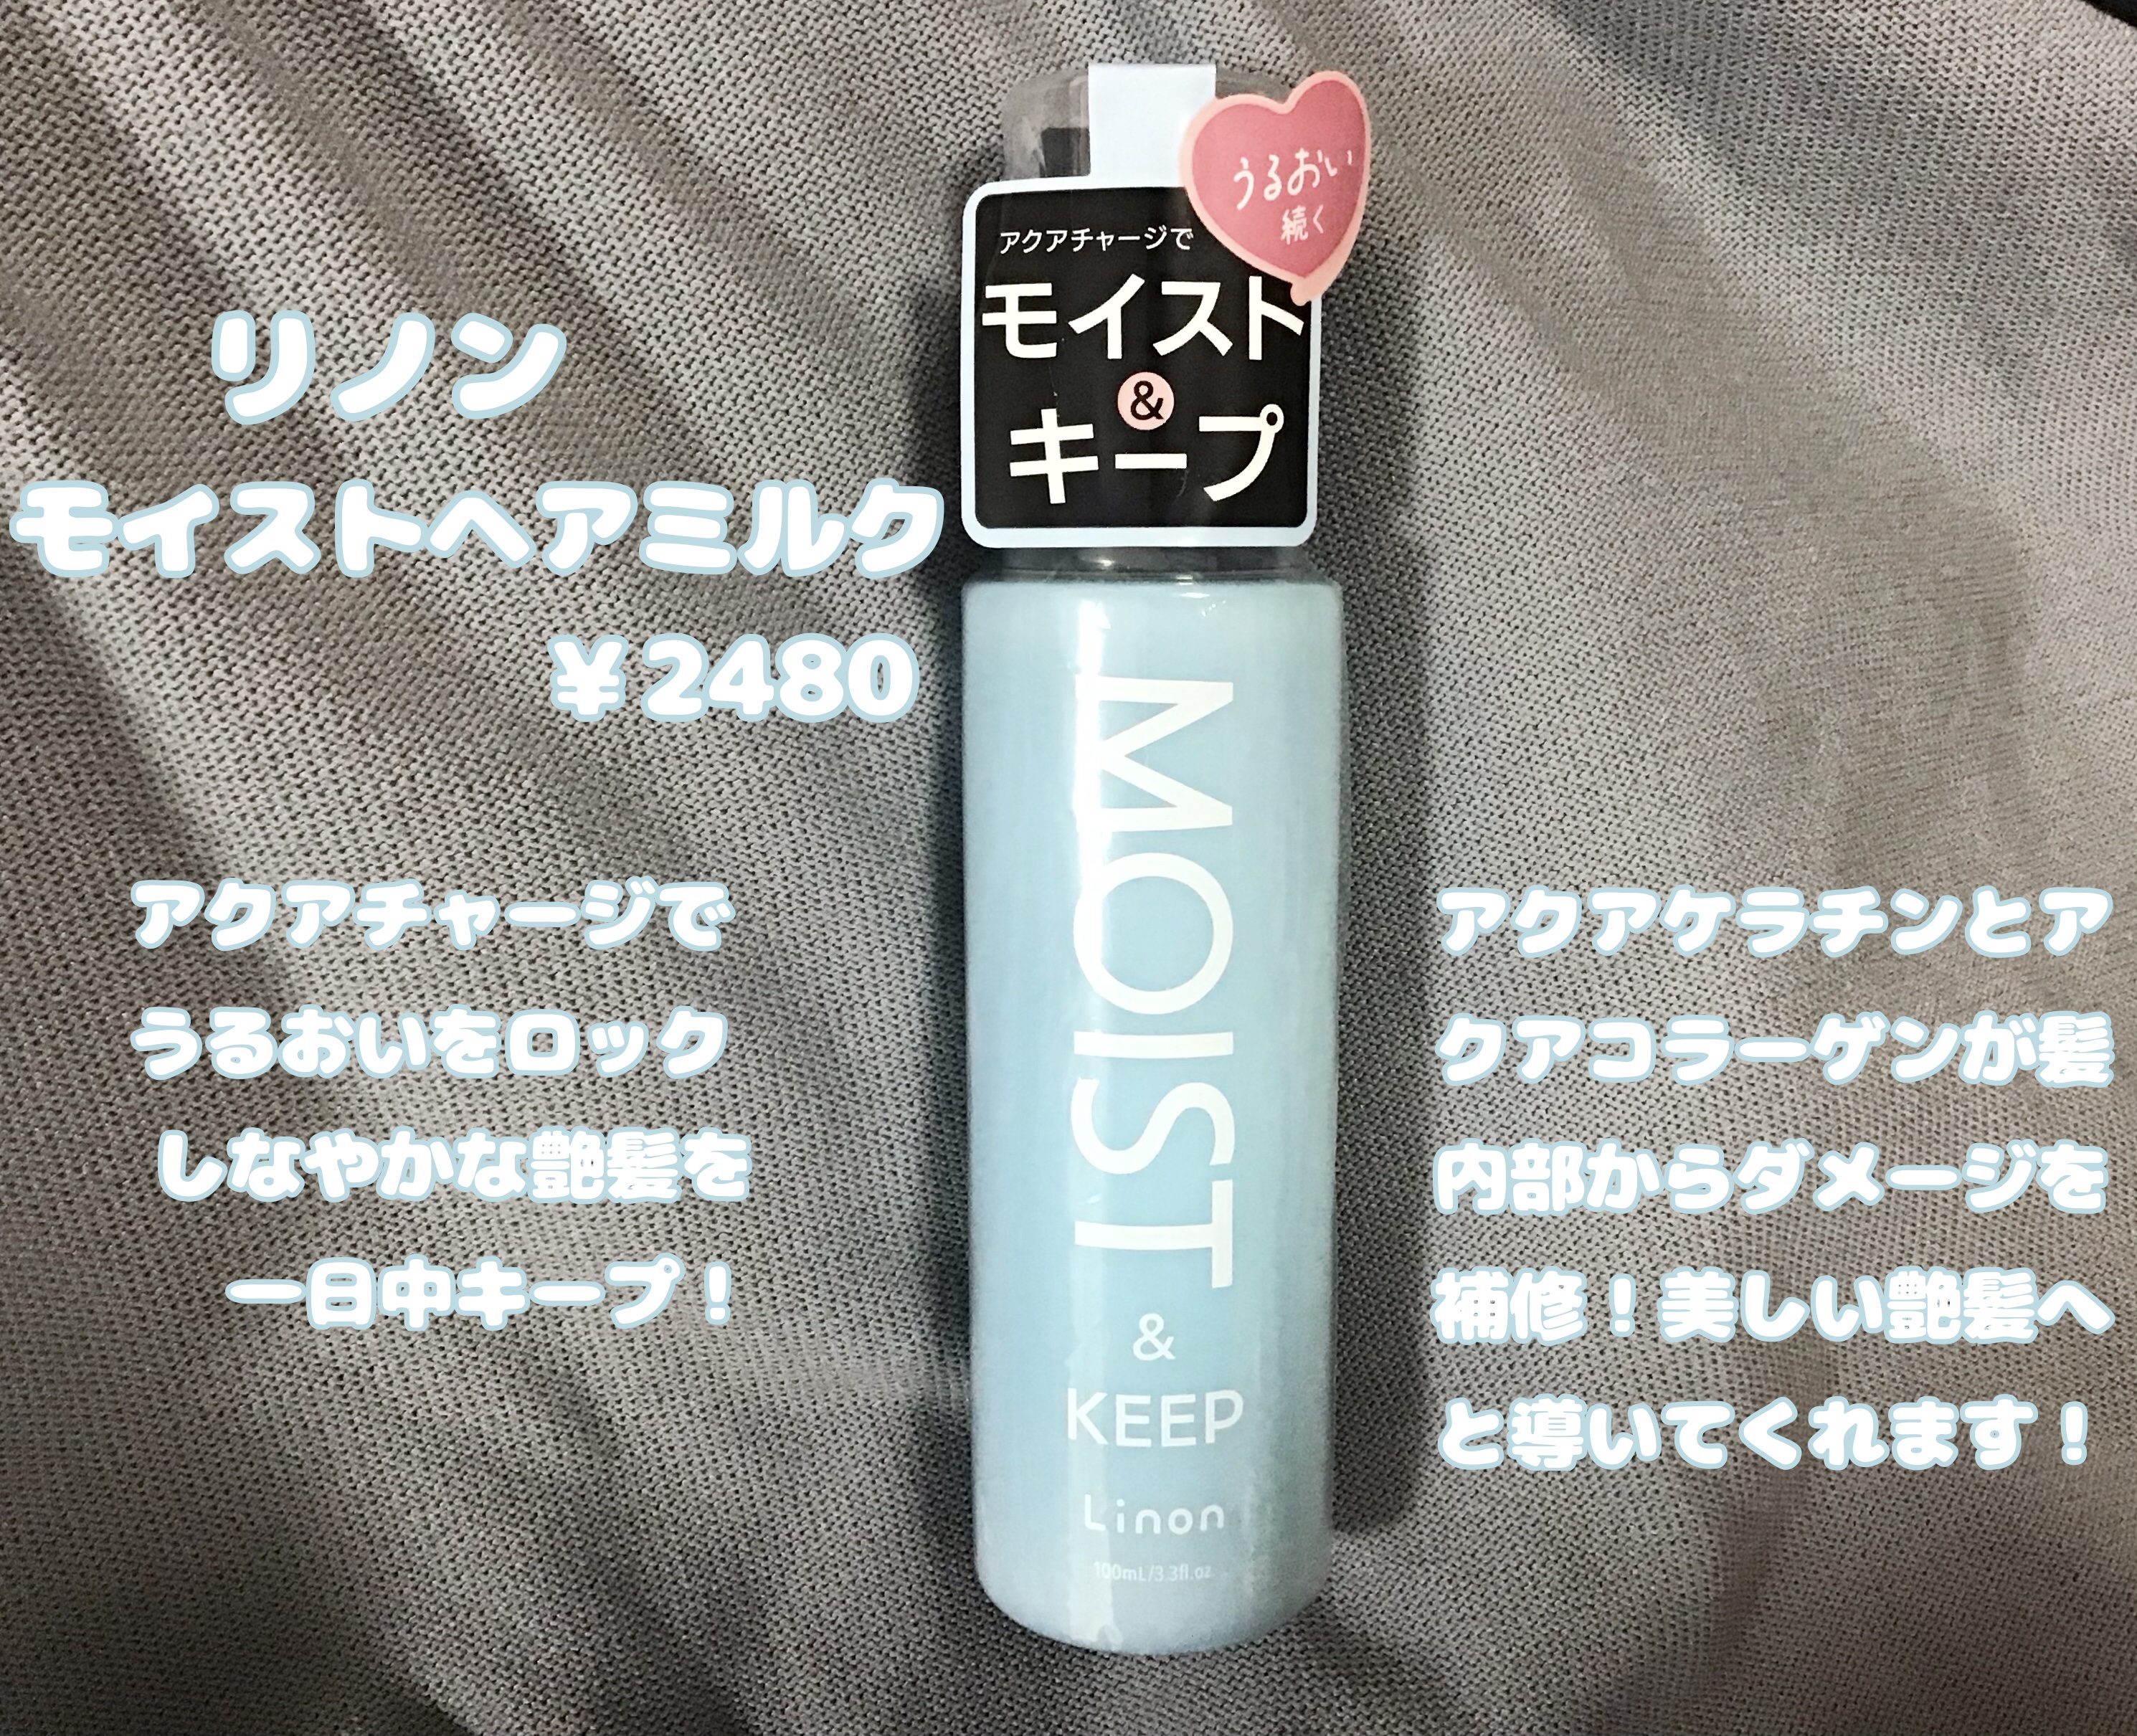 リノン
モイストヘアミルク
￥2480
アクアチャージで
うるおいをロック
しなやかな艶髪を
一日中キープ！
うるおい
続く
アクアチャージで
モイスト
&
キープ
MOIST
&
KEEP
Linon
100mL/3.3fl.oz
アクアケラチンとア
クアコラーゲンが髪
内部からダメージを
補修！美しい艶髪へ
と導いてくれます！